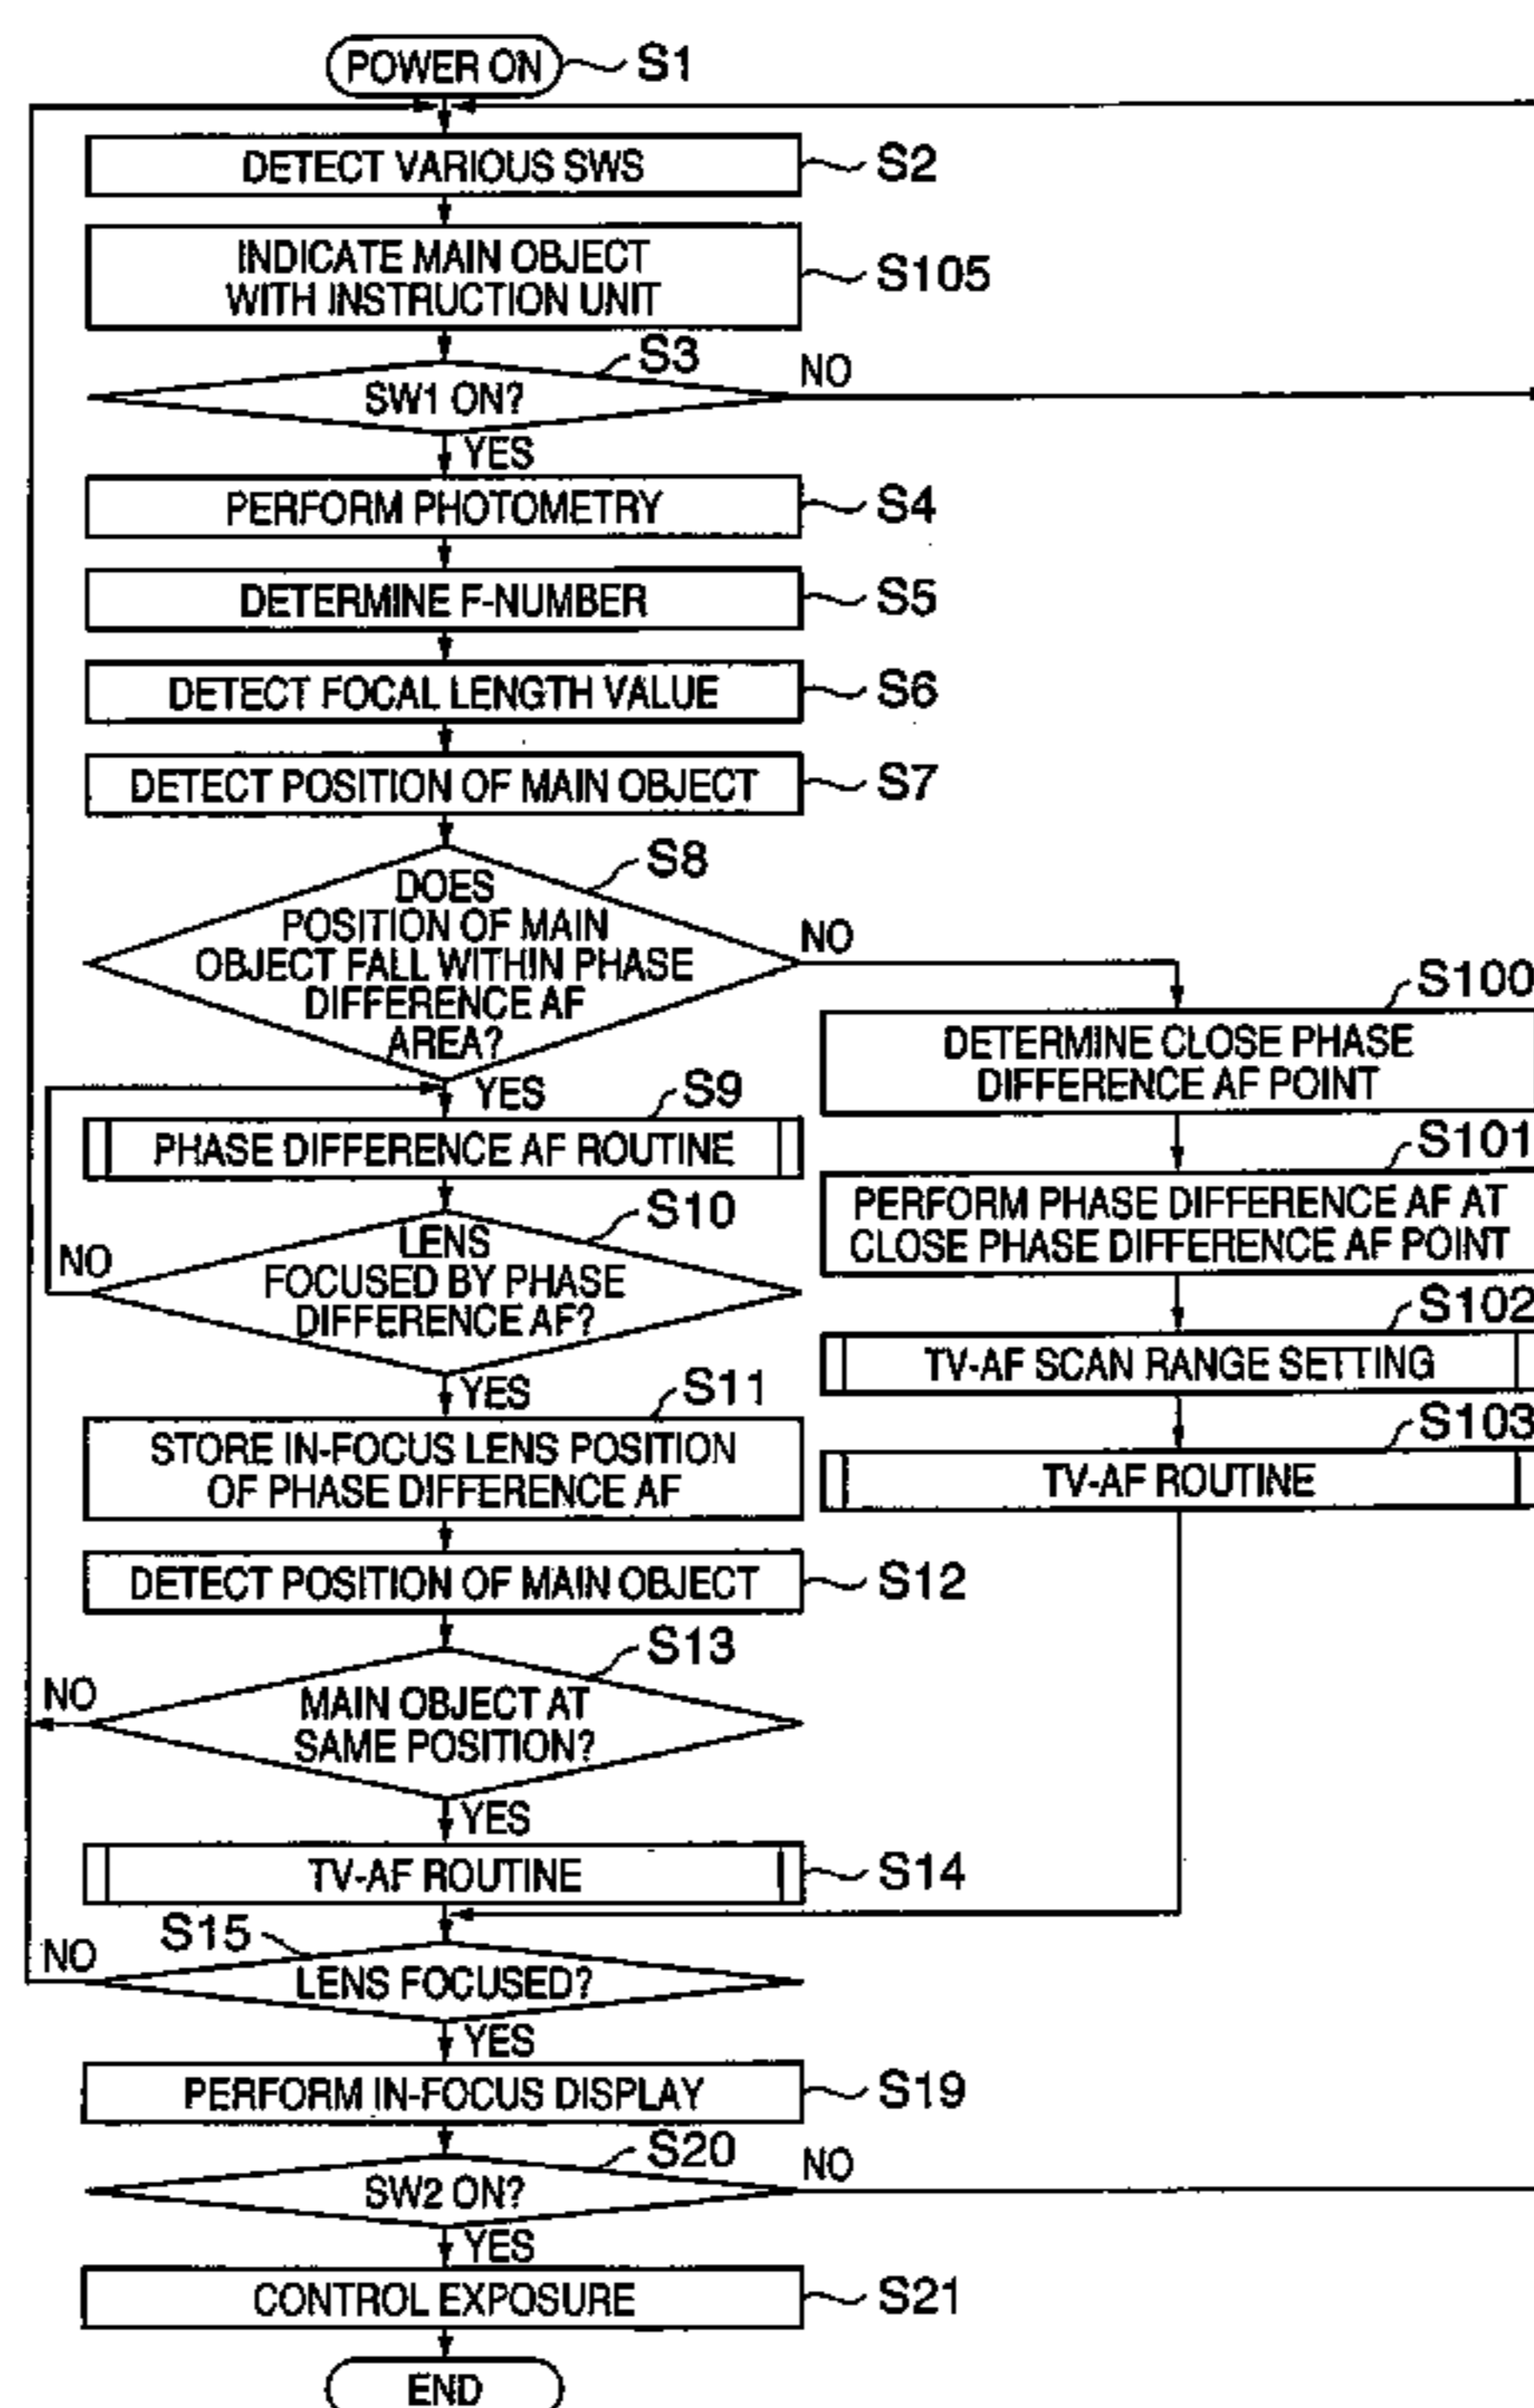 POWER ON
S1
DETECT VARIOUS SWS
S2
INDICATE MAIN OBJECT
WITH INSTRUCTION UNIT
S105
S3
SW1 ON?
NO
YES
PERFORM PHOTOMETRY
S4
DETERMINE F-NUMBER
S5
DETECT FOCAL LENGTH VALUE
S6
DETECT POSITION OF MAIN OBJECT
S7
S8
DOES
POSITION OF MAIN
OBJECT FALL WITHIN PHASE
DIFFERENCE AF
AREA?
NO
YES
S100
DETERMINE CLOSE PHASE
DIFFERENCE AF POINT
S9
PHASE DIFFERENCE AF ROUTINE
S101
PERFORM PHASE DIFFERENCE AF AT
CLOSE PHASE DIFFERENCE AF POINT
S10
LENS
FOCUSED BY PHASE
DIFFERENCE AF?
NO
YES
S102
TV-AF SCAN RANGE SETTING
S103
TV-AF ROUTINE
S11
STORE IN-FOCUS LENS POSITION
OF PHASE DIFFERENCE AF
DETECT POSITION OF MAIN OBJECT
S12
S13
MAIN OBJECT AT
SAME POSITION?
NO
YES
TV-AF ROUTINE
S14
S15
LENS FOCUSED?
NO
YES
PERFORM IN-FOCUS DISPLAY
S19
S20
SW2 ON?
NO
YES
CONTROL EXPOSURE
S21
END